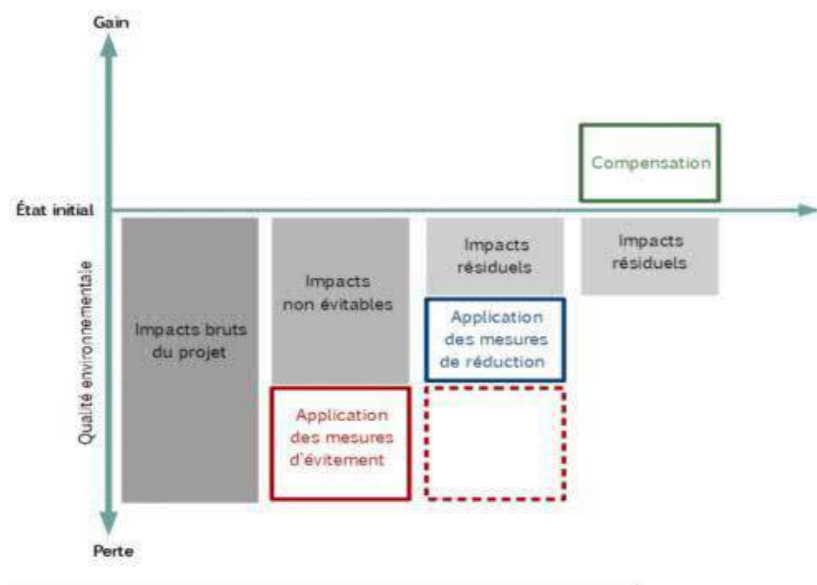 Gain
Compensation
État initial
Impacts
résiduels
Impacts
résiduels
Impacts
non évitables
Impacts bruts
du projet
Application
des mesures
de réduction
Application
des mesures
d'évitement
Qualité environnementale
Perte